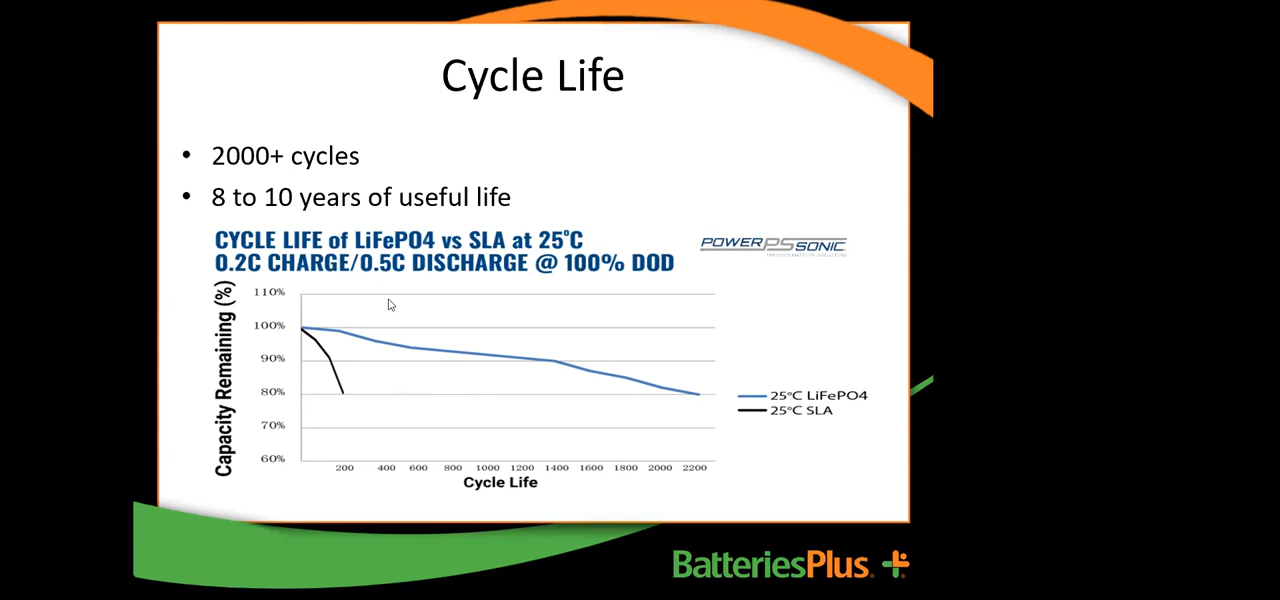 Cycle Life
• 2000+ cycles
• 8 to 10 years of useful life
CYCLE LIFE of LiFePO4 vs SLA at 25°C
0.2C CHARGE/0.5C DISCHARGE @ 100% DOD
POWER PS SONIC
Capacity Remaining (%)
110%
100%
90%
80%
70%
60%
25°C LiFePO4
25°C SLA
200 400 600 800 1000 1200 1400 1600 1800 2000 2200
Cycle Life
BatteriesPlus.